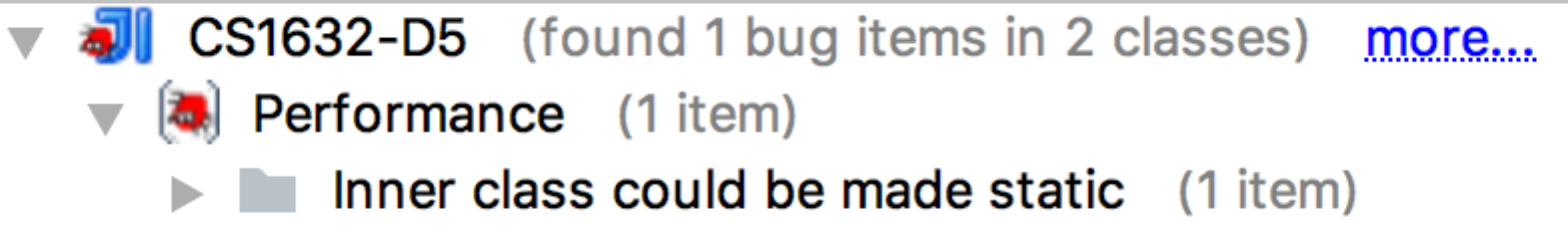 CS1632-D5 (found 1 bug items in 2 classes) more...
Performance (1 item)
Inner class could be made static (1 item)